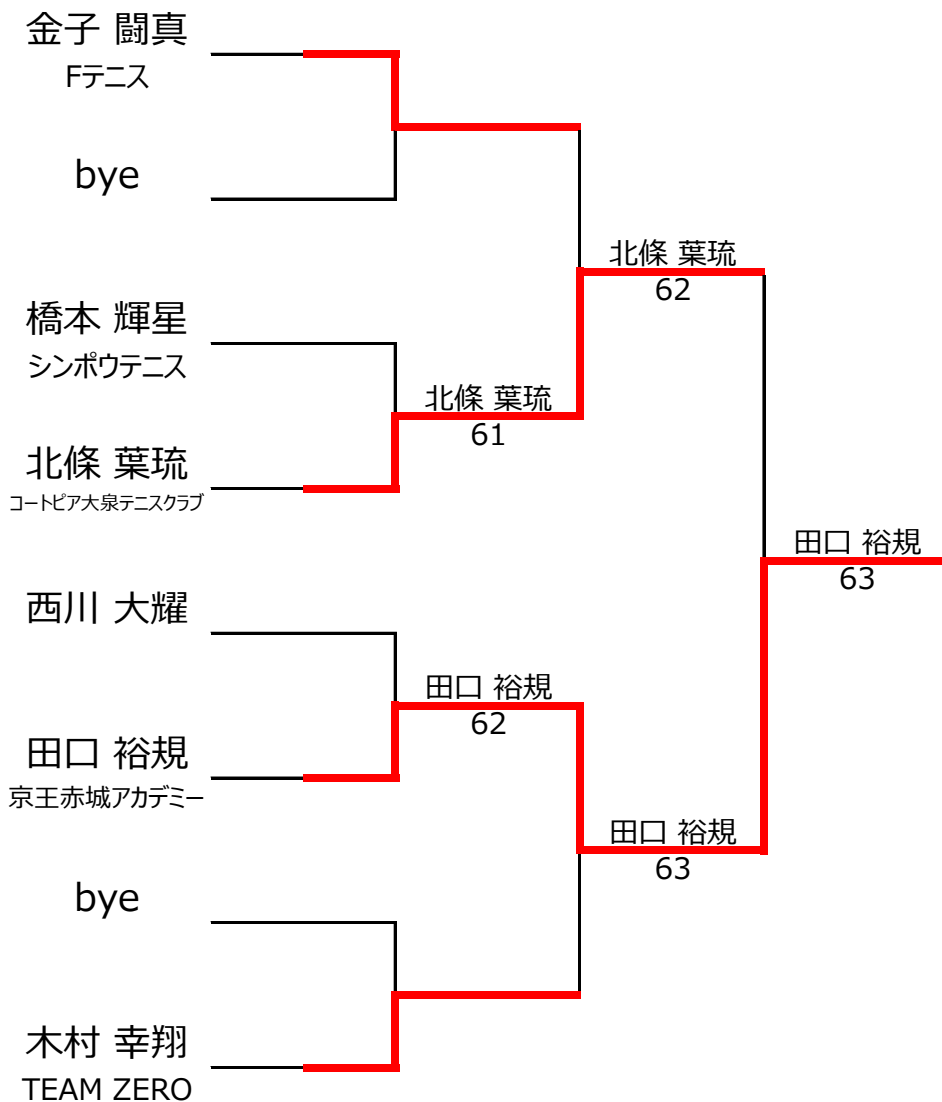 金子 闘真
Fテニス
bye
橋本 輝星
シンポウテニス
北條 葉琉
コートピア大泉テニスクラブ
西川 大耀
田口 裕規
京王赤城アカデミー
bye
木村 幸翔
TEAM ZERO
北條 葉琉
61
田口 裕規
62
北條 葉琉
62
田口 裕規
63
田口 裕規
63